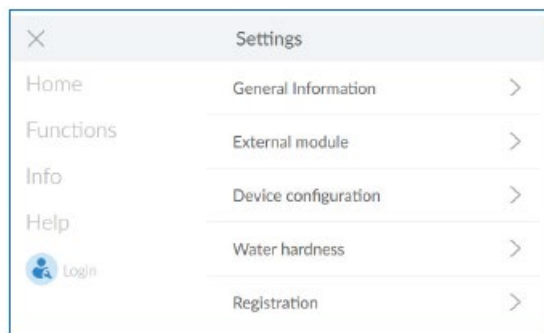 Settings
Home
Functions
Info
Help
Login
General Information
External module
Device configuration
Water hardness
Registration